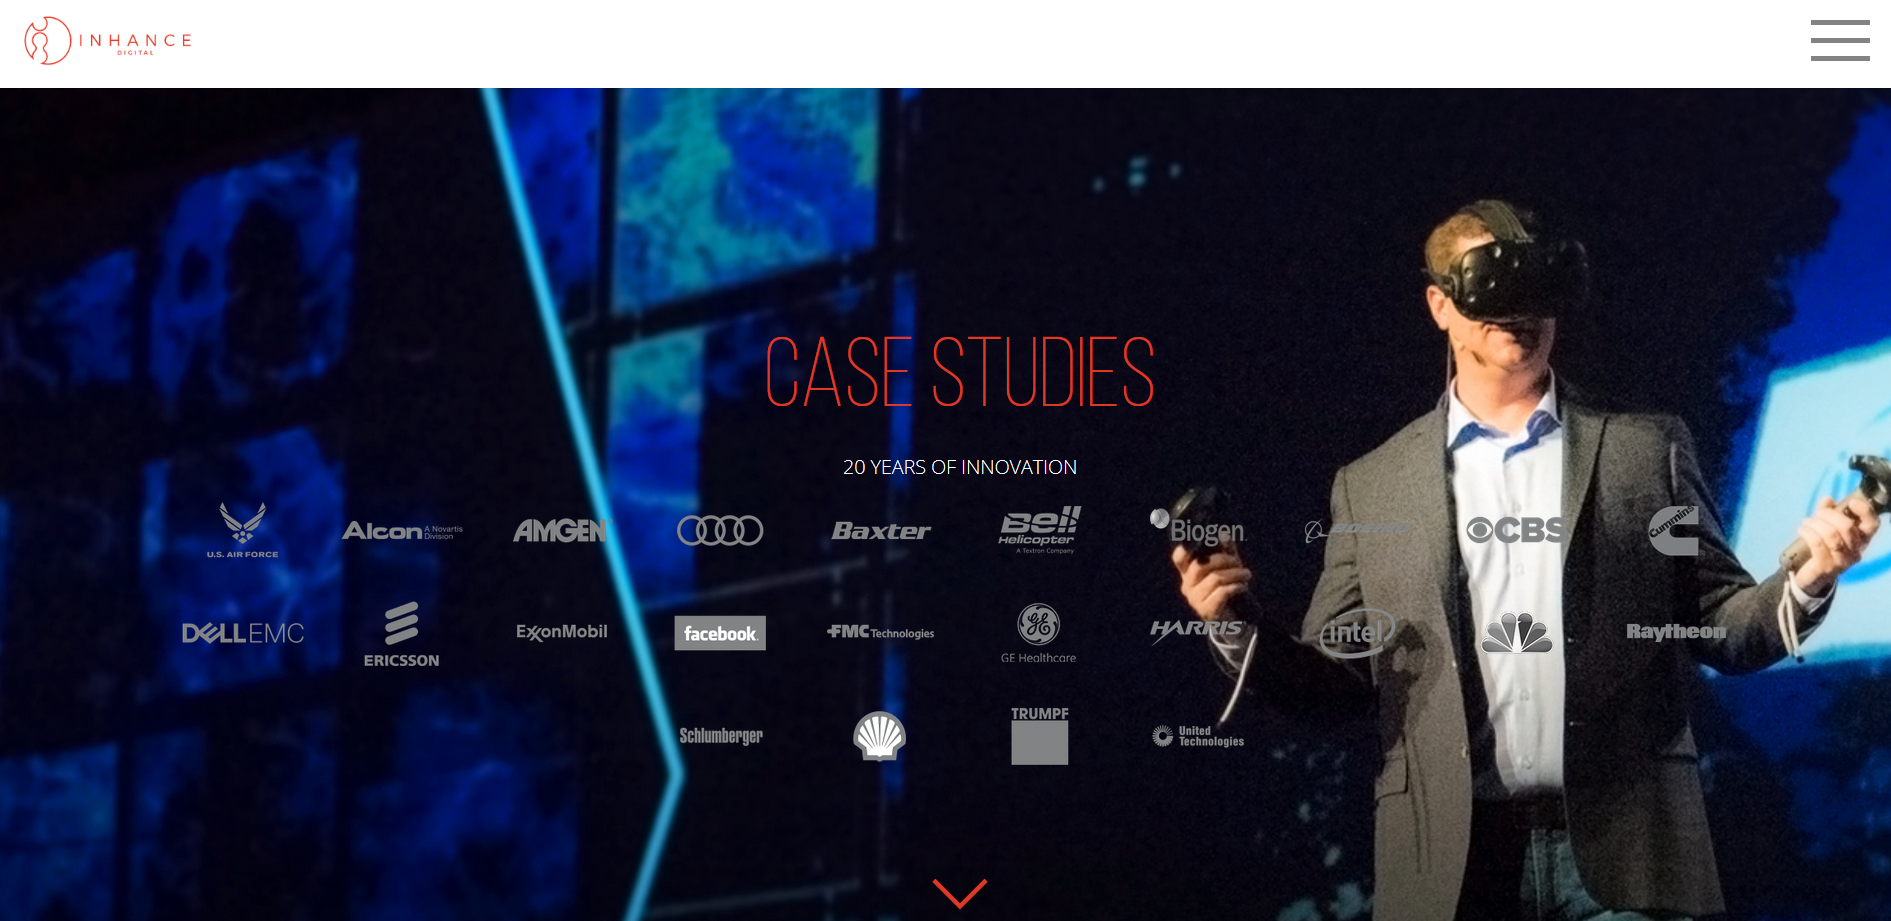 INHANCE
DIGITAL
CASE STUDIES
20 YEARS OF INNOVATION
U.S. AIR FORCE
Alcon A Novartis Division
AMGEN
Baxter
Bell Helicopter A Textron Company
Biogen
BOEING
CBS
Cummins
DELL EMC
ERICSSON
ExxonMobil
facebook
FMC Technologies
GE Healthcare
HARRIS
intel
Raytheon
Schlumberger
TRUMPF
United Technologies